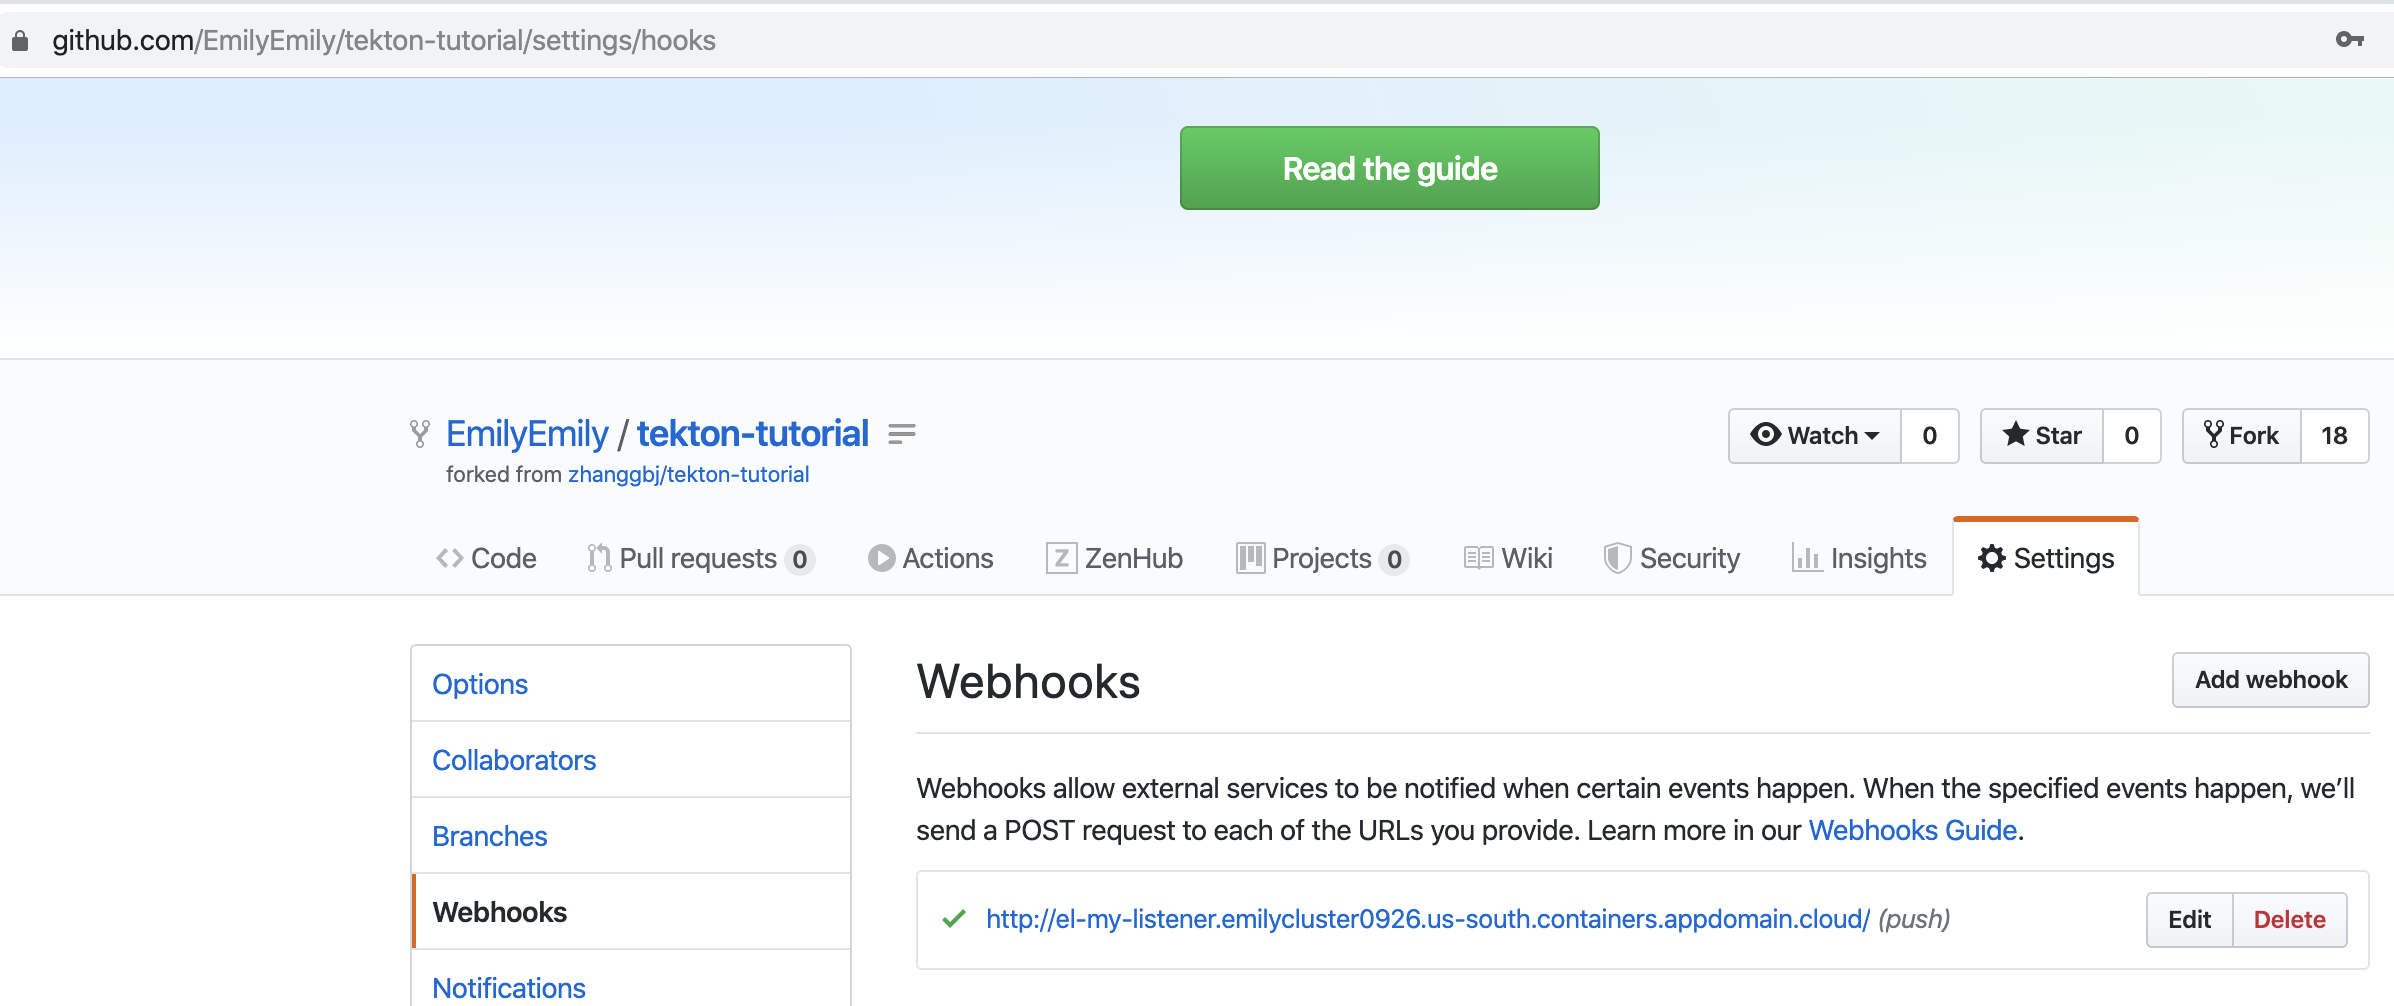 github.com/EmilyEmily/tekton-tutorial/settings/hooks
Read the guide
EmilyEmily / tekton-tutorial
forked from zhanggbj/tekton-tutorial
Watch 0 Star 0 Fork 18
Code Pull requests 0 Actions Z ZenHub Projects 0 Wiki Security Insights Settings
Options
Collaborators
Branches
Webhooks
Notifications
Webhooks
Add webhook
Webhooks allow external services to be notified when certain events happen. When the specified events happen, we’ll
send a POST request to each of the URLs you provide. Learn more in our Webhooks Guide.
http://el-my-listener.emilycluster0926.us-south.containers.appdomain.cloud/ (push)
Edit Delete